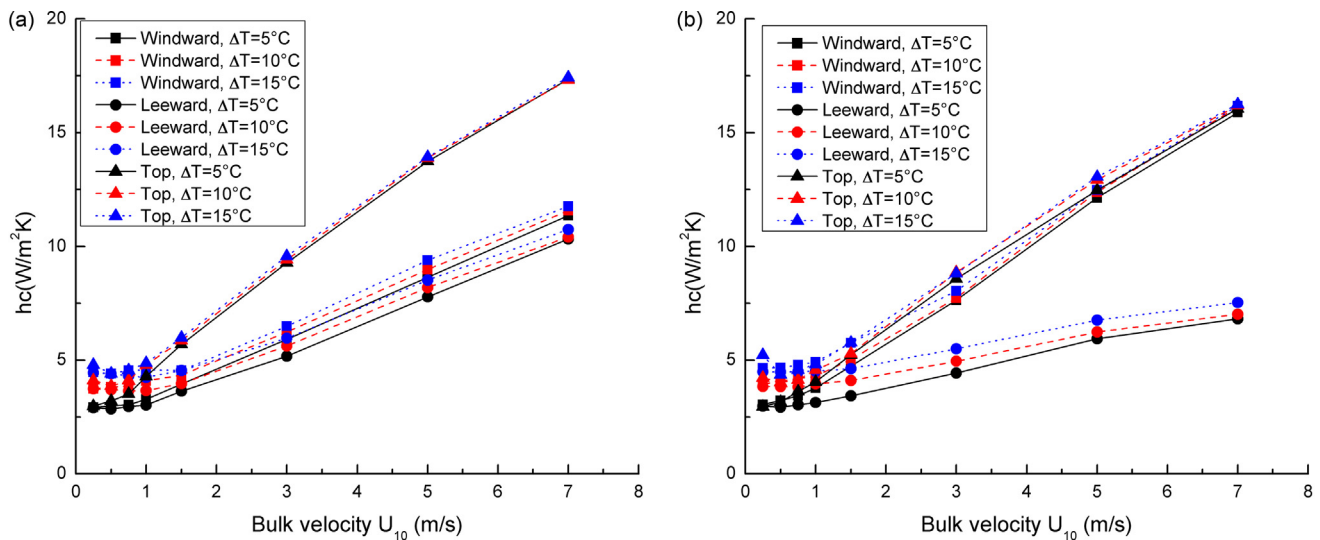 (a)
20
15
10
5
0
hc(W/m²K)
Windward, ΔT=5°C
Windward, ΔT=10°C
Windward, ΔT=15°C
Leeward, ΔT=5°C
Leeward, ΔT=10°C
Leeward, ΔT=15°C
Top, ΔT=5°C
Top, ΔT=10°C
Top, ΔT=15°C
0 1 2 3 4 5 6 7 8
Bulk velocity U₁₀ (m/s)
(b)
20
15
10
5
0
hc(W/m²K)
Windward, ΔT=5°C
Windward, ΔT=10°C
Windward, ΔT=15°C
Leeward, ΔT=5°C
Leeward, ΔT=10°C
Leeward, ΔT=15°C
Top, ΔT=5°C
Top, ΔT=10°C
Top, ΔT=15°C
0 1 2 3 4 5 6 7 8
Bulk velocity U₁₀ (m/s)